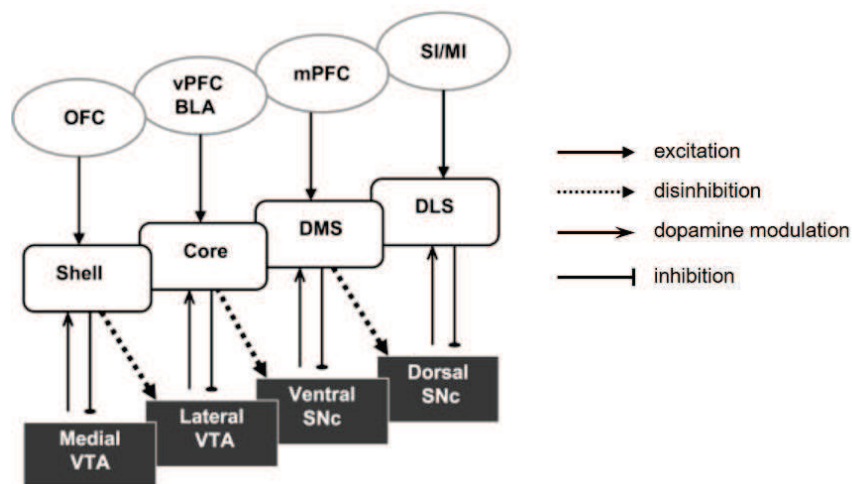 OFC
vPFC
BLA
mPFC
SI/MI
Shell
Core
DMS
DLS
Medial
VTA
Lateral
VTA
Ventral
SNc
Dorsal
SNc
excitation
disinhibition
dopamine modulation
inhibition